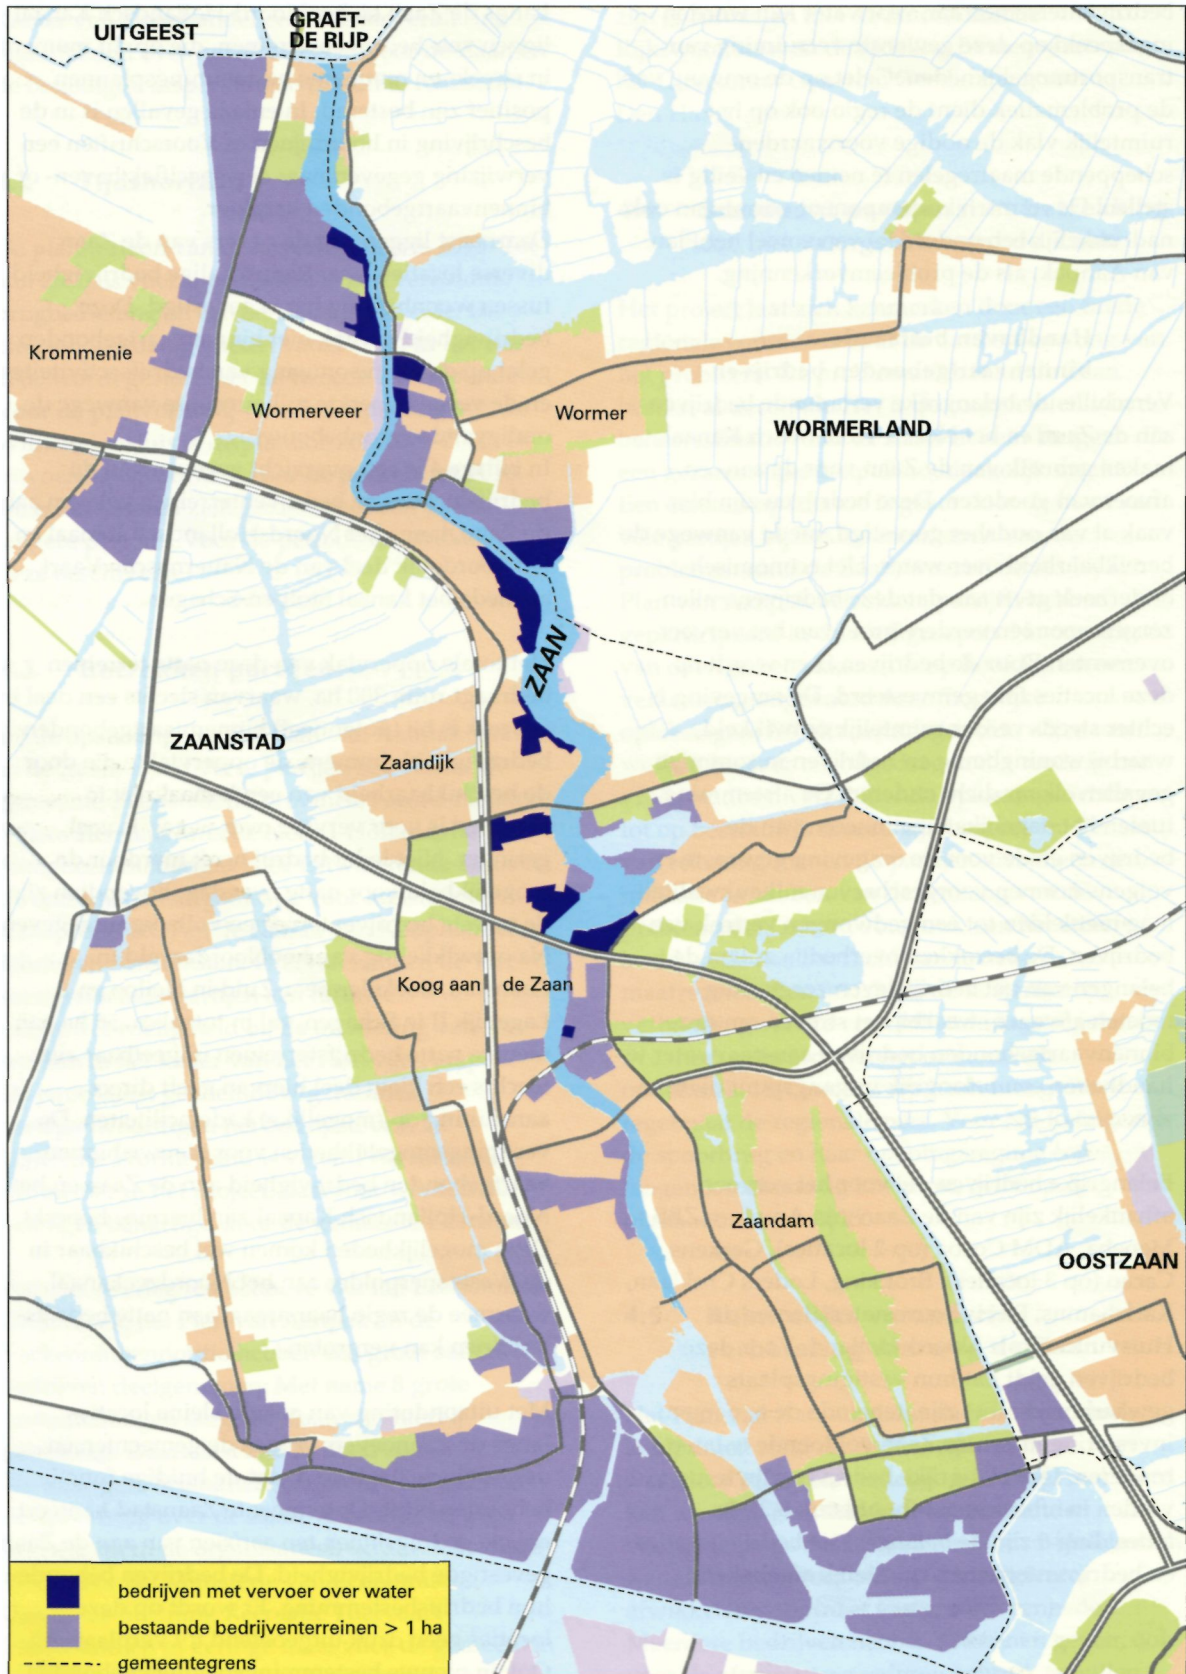 UITGEEST
GRAFT-
DE RIJP
Krommenie
Wormerveer
Wormer
WORMERLAND
ZAAN
ZAANSTAD
Zaandijk
Koog aan de Zaan
Zaandam
OOSTZAAN
bedrijven met vervoer over water
bestaande bedrijventerreinen > 1 ha
gemeentegrens